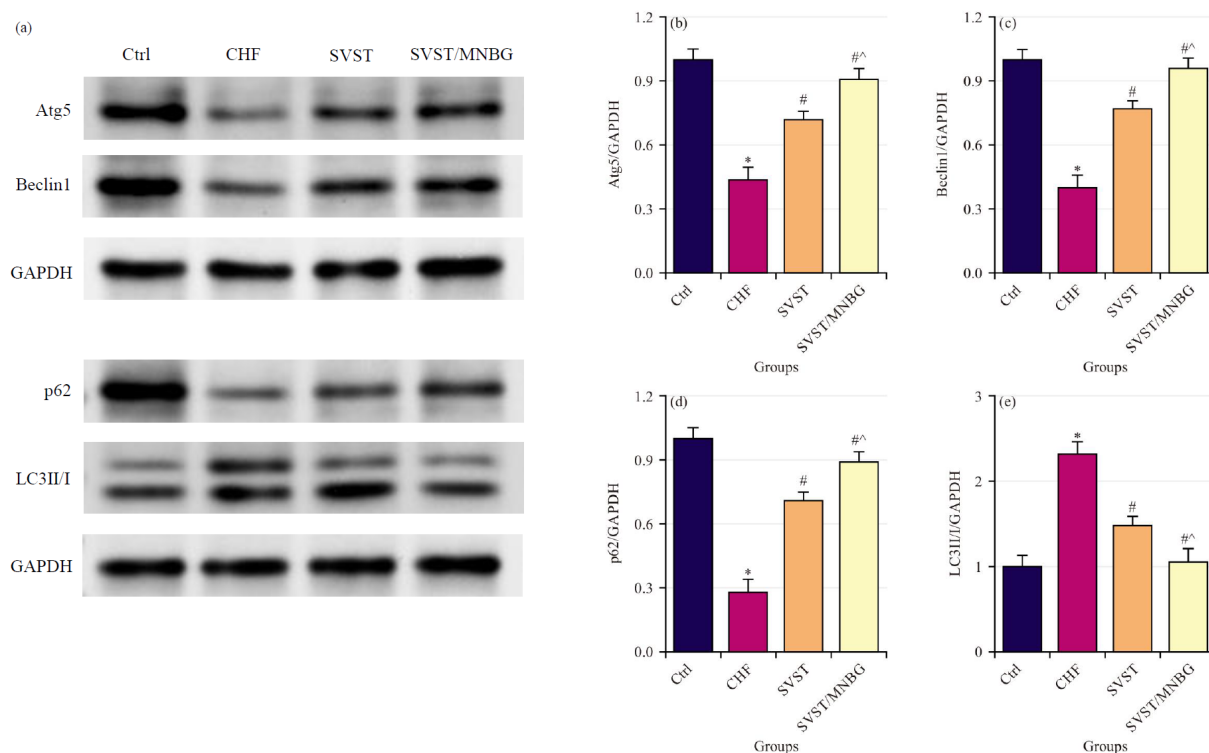 (a)
Ctrl CHF SVST SVST/MNBG
Atg5
Beclin1
GAPDH
p62
LC3II/I
GAPDH
(b)
1.2
0.9
0.6
0.3
0.0
Atg5/GAPDH
*
#
#^
Ctrl
CHF
SVST
SVST/MNBG
Groups
(c)
1.2
0.9
0.6
0.3
0.0
Beclin1/GAPDH
*
#
#^
Ctrl
CHF
SVST
SVST/MNBG
Groups
(d)
1.2
0.9
0.6
0.3
0.0
p62/GAPDH
*
#
#^
Ctrl
CHF
SVST
SVST/MNBG
Groups
(e)
3
2
1
0
LC3II/I/GAPDH
*
#
#^
Ctrl
CHF
SVST
SVST/MNBG
Groups